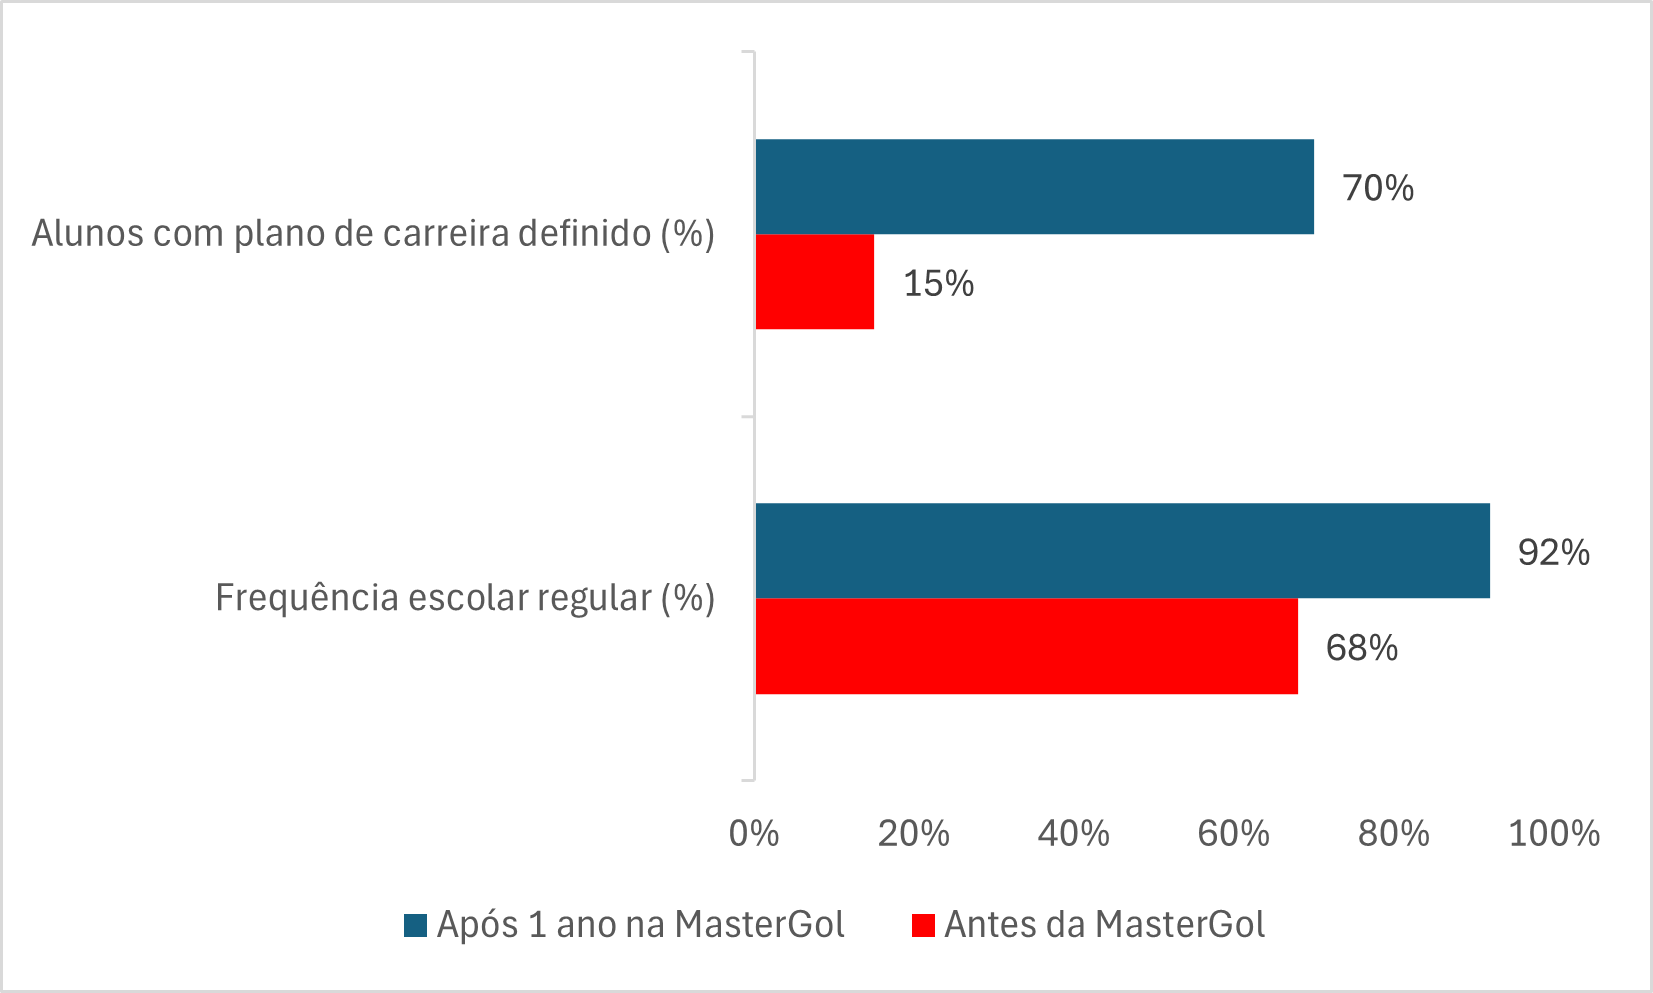 Alunos com plano de carreira definido (%)
70%
15%
Frequência escolar regular (%)
92%
68%
0% 20% 40% 60% 80% 100%
Após 1 ano na MasterGol Antes da MasterGol